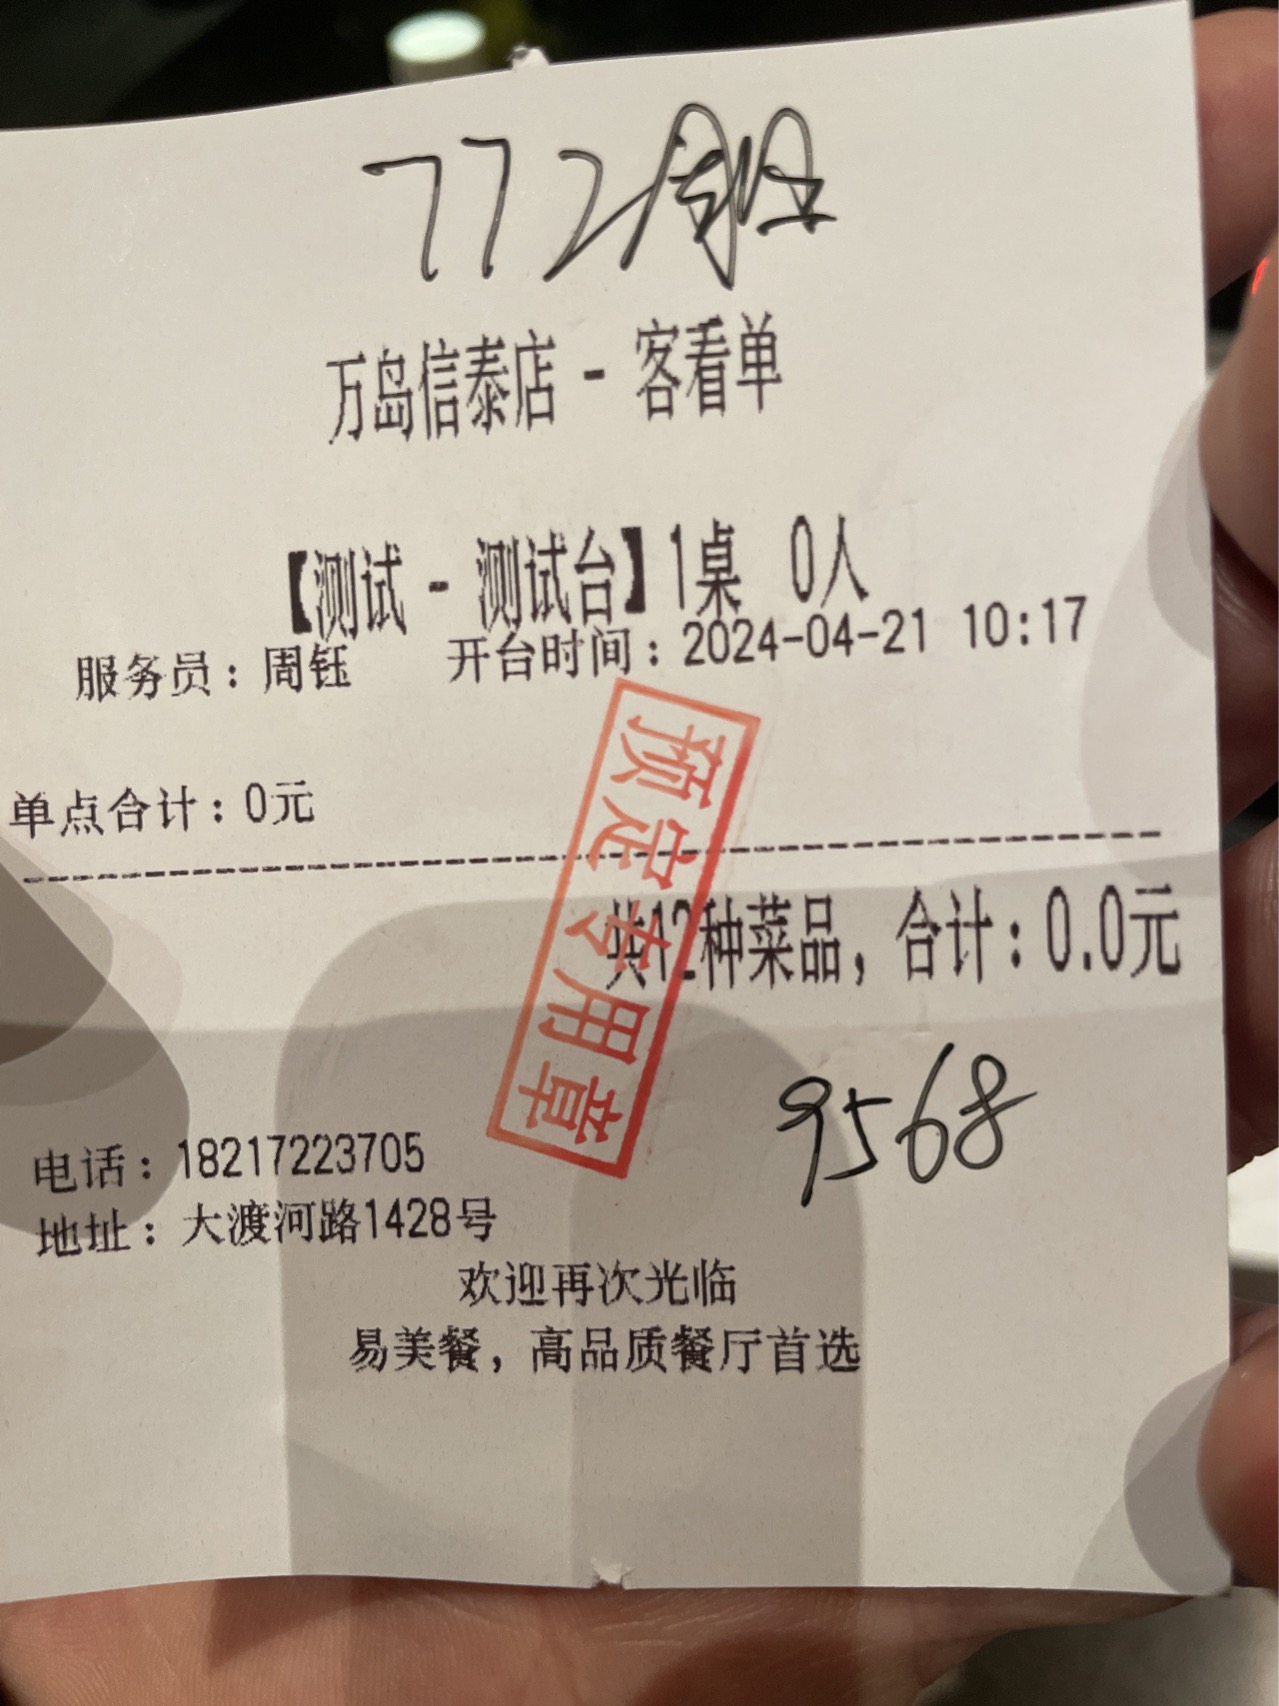 772
万岛信泰店 - 客看单
【测试 - 测试台】1桌 0人
服务员：周钰 开台时间：2024-04-21 10:17
单点合计：0元
预定专用章
共12种菜品，合计：0.0元
9568
电话：18217223705
地址：大渡河路1428号
欢迎再次光临
易美餐，高品质餐厅首选